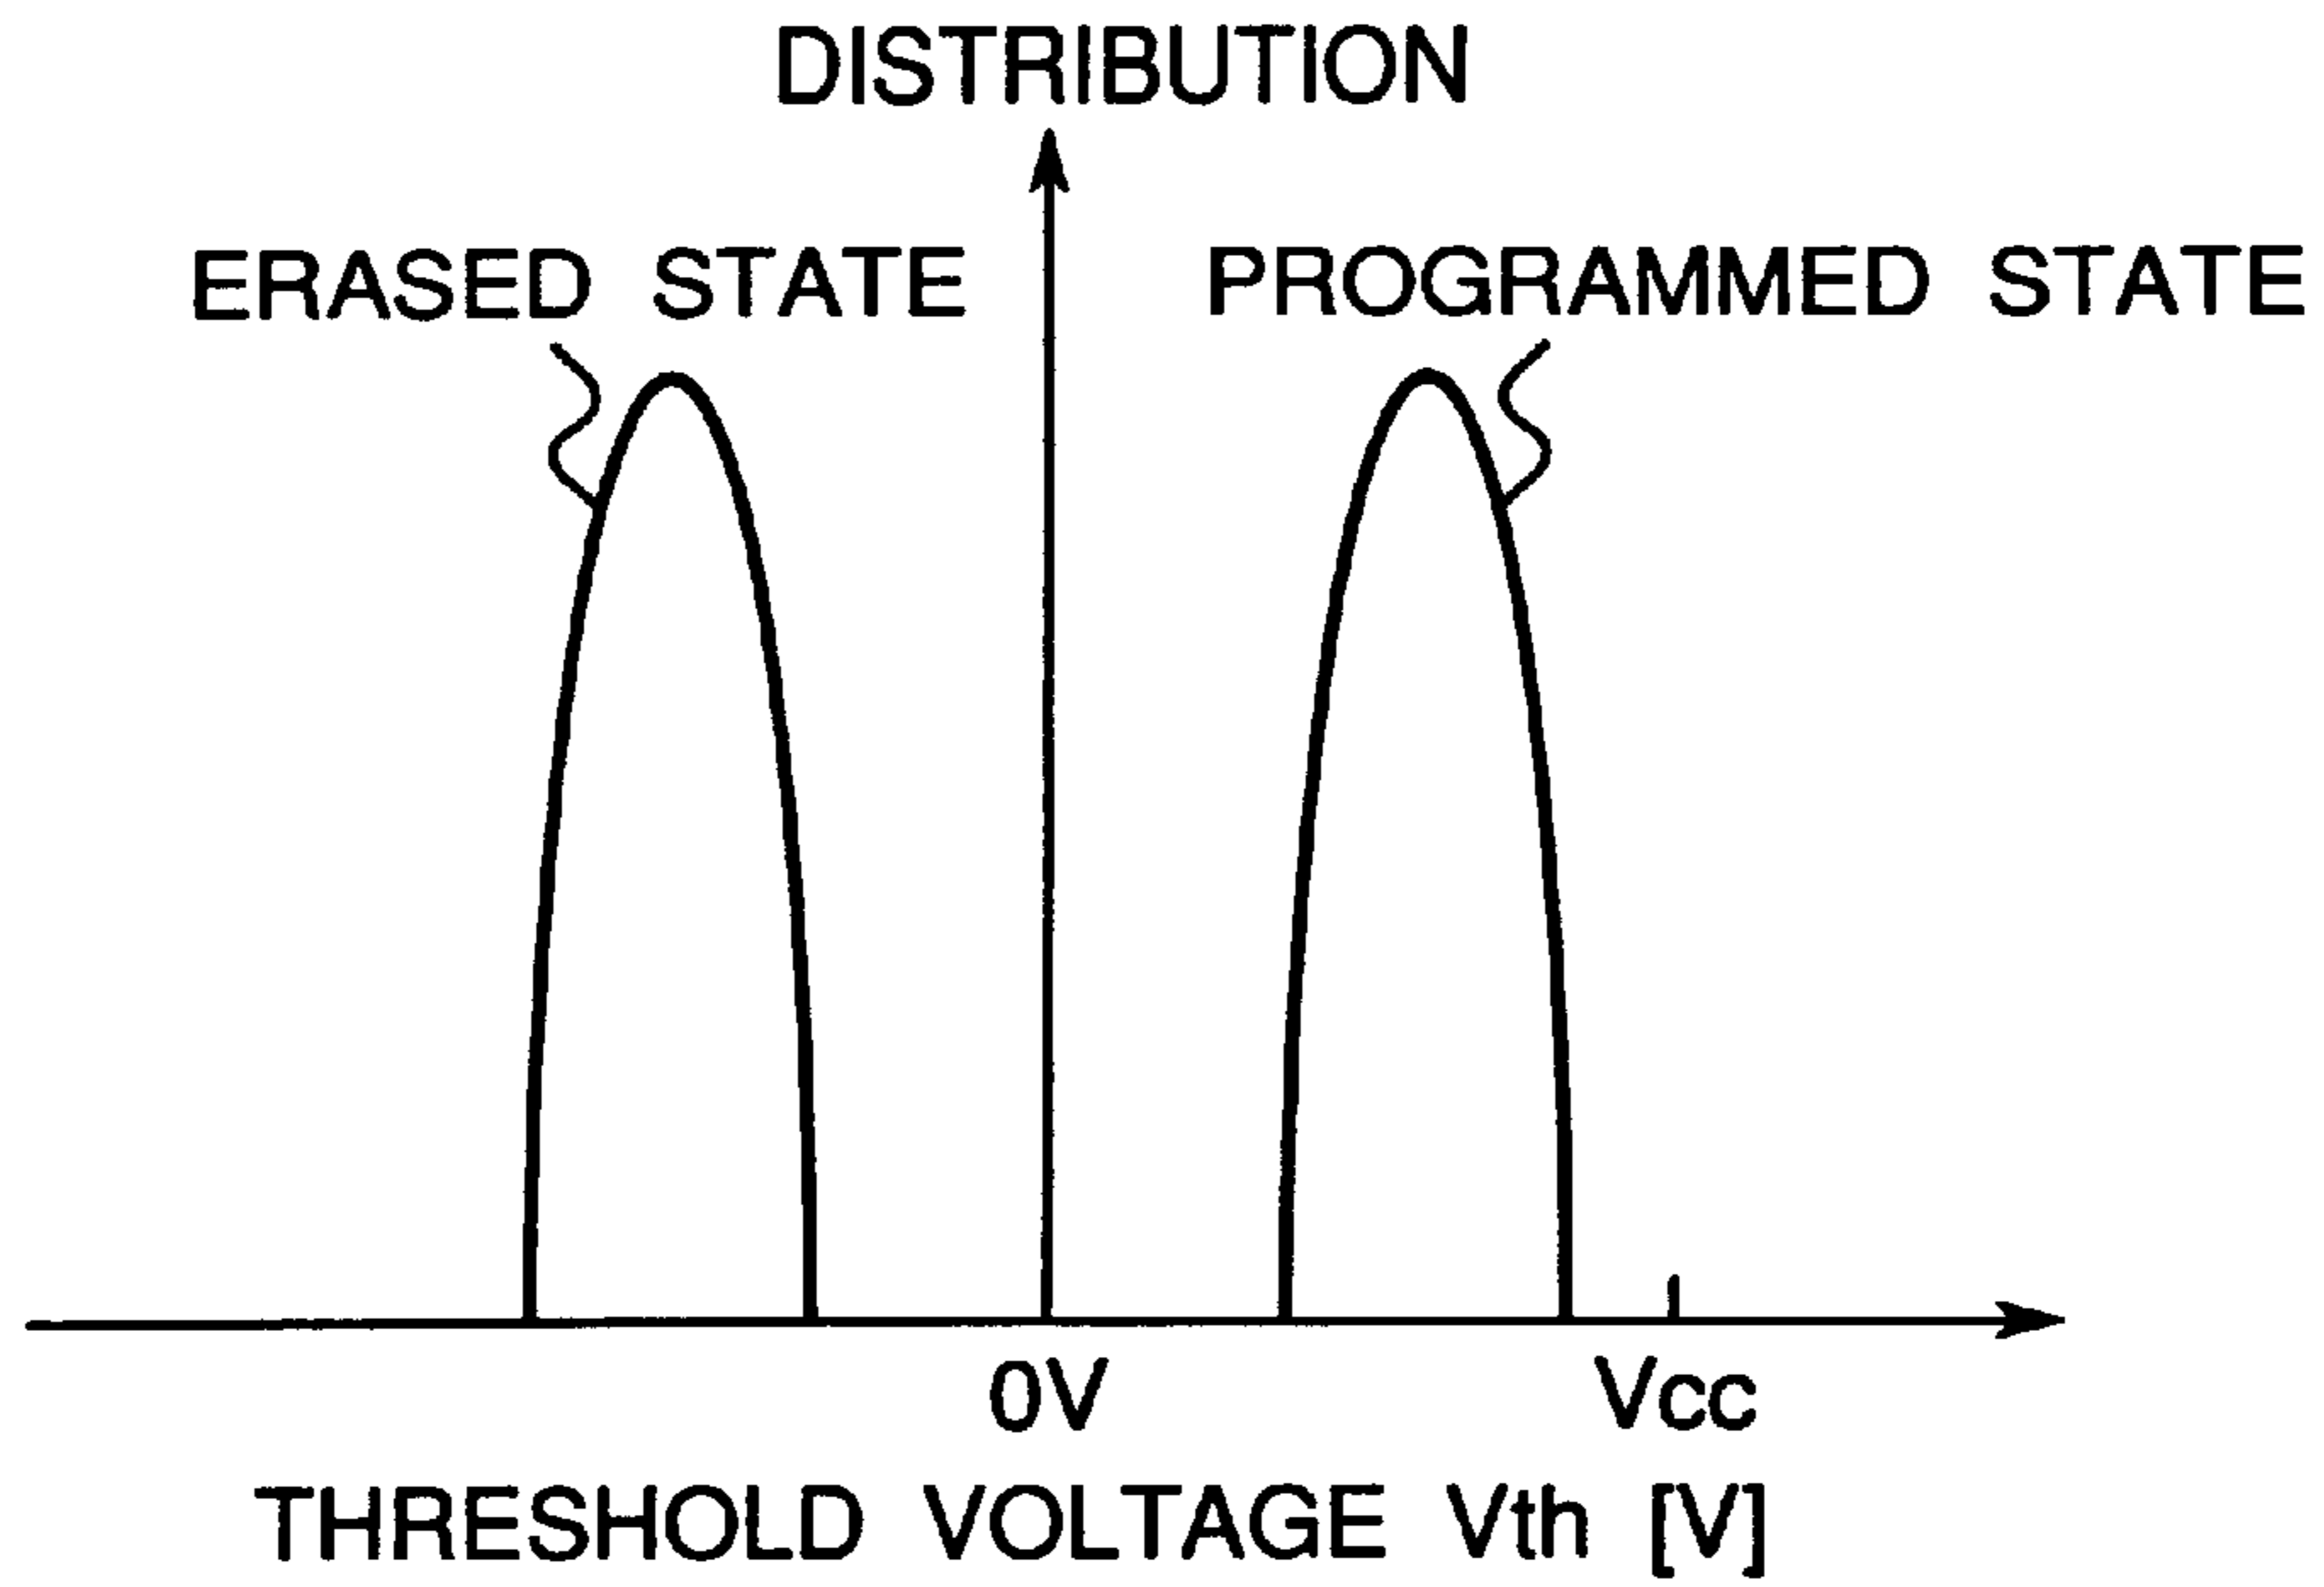 DISTRIBUTION
ERASED STATE
PROGRAMMED STATE
0V
Vcc
THRESHOLD VOLTAGE Vth [V]